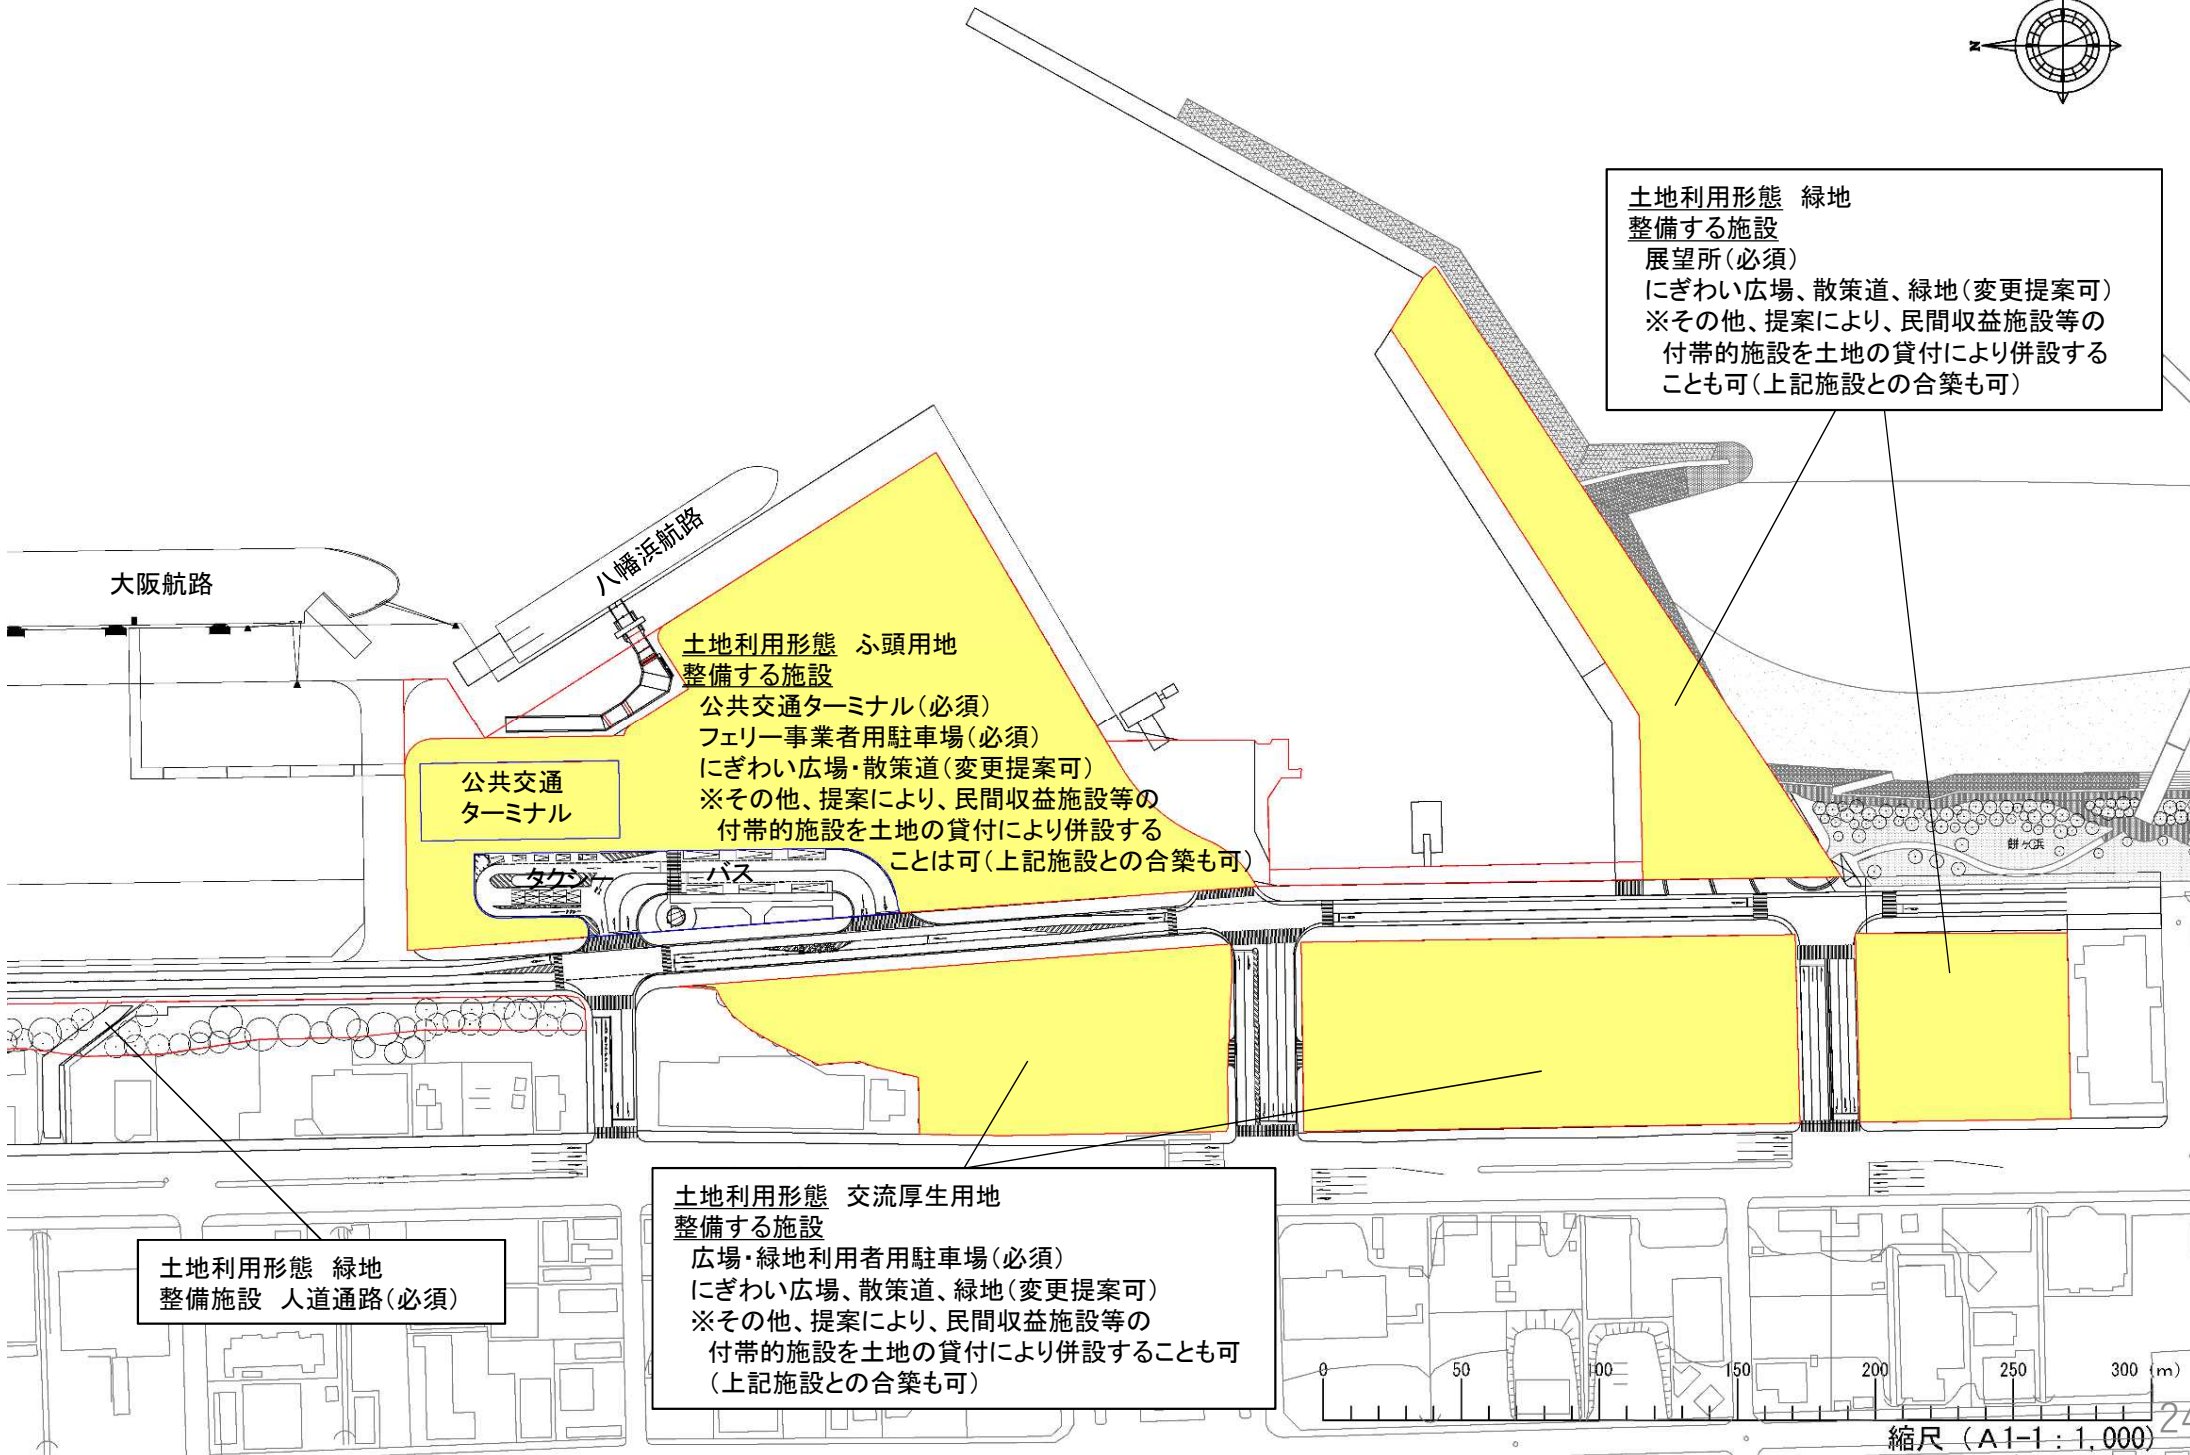 N
土地利用形態　緑地
整備する施設
展望所（必須）
にぎわい広場、散策道、緑地（変更提案可）
※その他、提案により、民間収益施設等の
付帯的施設を土地の貸付により併設する
ことも可（上記施設との合築も可）
大阪航路
八幡浜航路
土地利用形態　ふ頭用地
整備する施設
公共交通ターミナル（必須）
フェリー事業者用駐車場（必須）
にぎわい広場・散策道（変更提案可）
※その他、提案により、民間収益施設等の
付帯的施設を土地の貸付により併設する
ことは可（上記施設との合築も可）
公共交通
ターミナル
タクシー
バス
餅ヶ浜
土地利用形態　交流厚生用地
整備する施設
広場・緑地利用者用駐車場（必須）
にぎわい広場、散策道、緑地（変更提案可）
※その他、提案により、民間収益施設等の
付帯的施設を土地の貸付により併設することも可
（上記施設との合築も可）
土地利用形態　緑地
整備施設　人道通路（必須）
0 50 100 150 200 250 300 (m)
縮尺（A1-1：1,000）
24